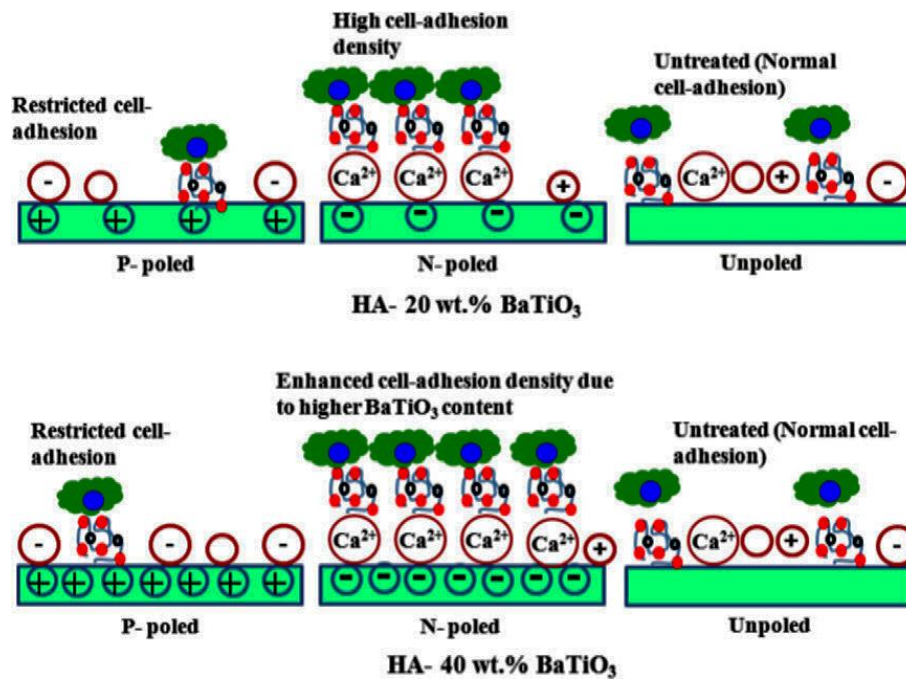 High cell-adhesion
density
Untreated (Normal
cell-adhesion)
Restricted cell-
adhesion
- - Ca²⁺ Ca²⁺ Ca²⁺ + Ca²⁺ + -
+ + + + - - - -
P- poled N- poled Unpoled
HA- 20 wt.% BaTiO₃
Enhanced cell-adhesion density due
to higher BaTiO₃ content
Restricted cell-
adhesion
Untreated (Normal cell-
adhesion)
- - - Ca²⁺ Ca²⁺ Ca²⁺ Ca²⁺ + Ca²⁺ + -
+ + + + + + + - - - - - - -
P- poled N- poled Unpoled
HA- 40 wt.% BaTiO₃